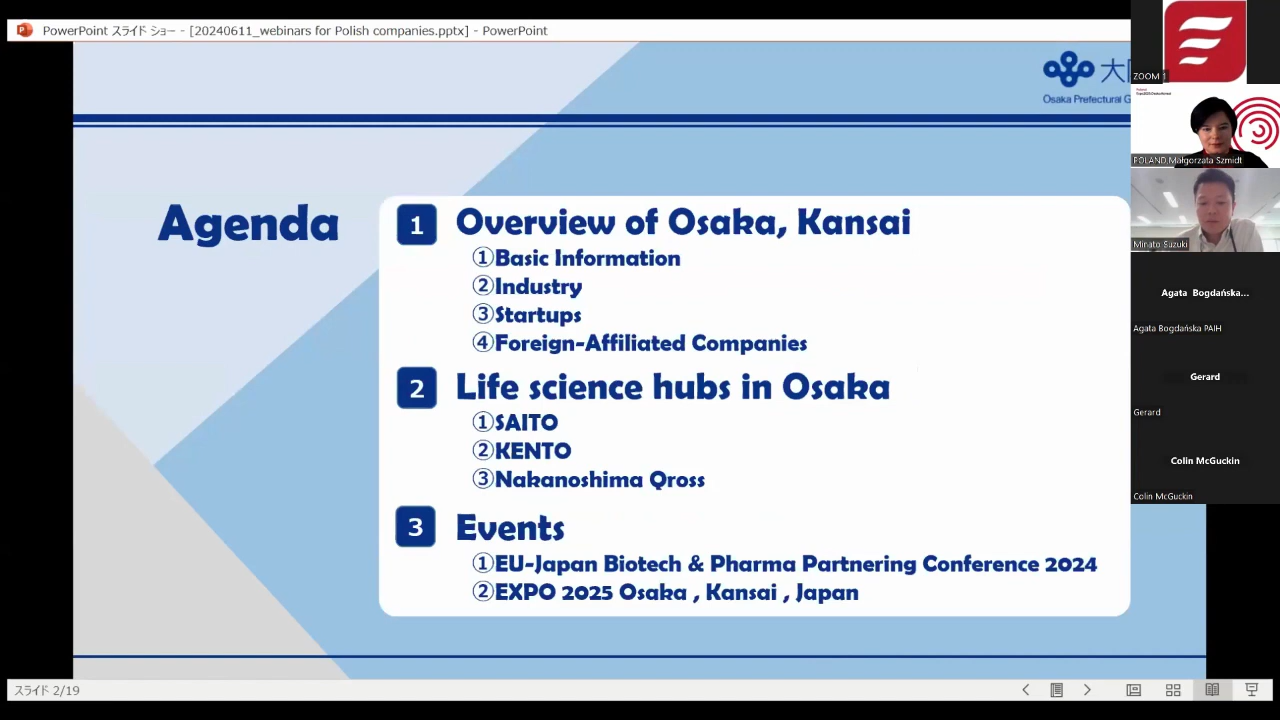 PowerPoint スライド ショー - [20240611_webinars for Polish companies.pptx] - PowerPoint
大
Osaka Prefectural G
Agenda
1 Overview of Osaka, Kansai
①Basic Information
②Industry
③Startups
④Foreign-Affiliated Companies
2 Life science hubs in Osaka
①SAITO
②KENTO
③Nakanoshima Qross
3 Events
①EU-Japan Biotech & Pharma Partnering Conference 2024
②EXPO 2025 Osaka , Kansai , Japan
スライド 2/19
ZOOM 1
POLAND Małgorzata Szmidt
Minato Suzuki
Agata Bogdańska...
Agata Bogdańska PAIH
Gerard
Gerard
Colin McGuckin
Colin McGuckin